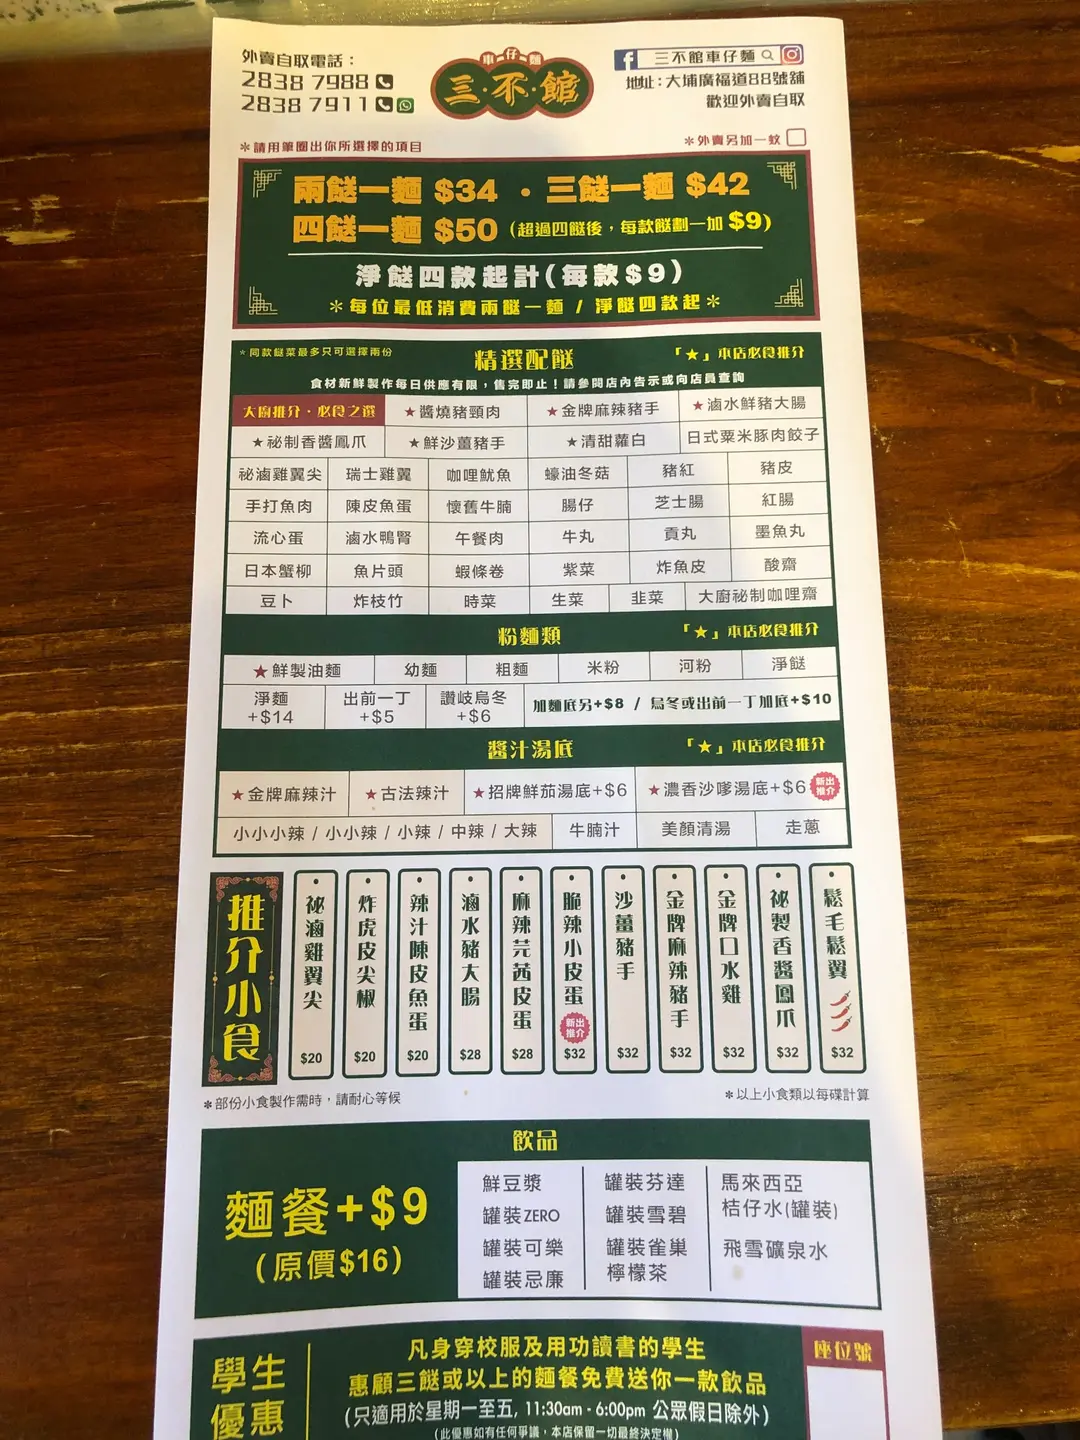 外賣自取電話：
2838 7988
2838 7911
車仔麵
三·不·館
三不館車仔麵
地址：大埔廣福道88號舖
歡迎外賣自取
＊請用筆圈出你所選擇的項目
＊外賣另加一蚊
兩餸一麵 $34 · 三餸一麵 $42
四餸一麵 $50（超過四餸後，每款餸劃一加 $9）
淨餸四款起計（每款$9）
＊每位最低消費兩餸一麵 / 淨餸四款起＊
＊同款餸菜最多只可選擇兩份
精選配餸
「★」本店必食推介
食材新鮮製作每日供應有限，售完即止！請參閱店內告示或向店員查詢
大廚推介·必食之選 ★醬燒豬頸肉 ★金牌麻辣豬手 ★滷水鮮豬大腸
★祕制香醬鳳爪 ★鮮沙薑豬手 ★清甜蘿白 日式粟米豚肉餃子
祕滷雞翼尖 瑞士雞翼 咖哩魷魚 蠔油冬菇 豬紅 豬皮
手打魚肉 陳皮魚蛋 懷舊牛腩 腸仔 芝士腸 紅腸
流心蛋 滷水鴨腎 午餐肉 牛丸 貢丸 墨魚丸
日本蟹柳 魚片頭 蝦條卷 紫菜 炸魚皮 酸齋
豆卜 炸枝竹 時菜 生菜 韭菜 大廚祕制咖哩齋
粉麵類
「★」本店必食推介
★鮮製油麵 幼麵 粗麵 米粉 河粉 淨餸
淨麵 +$14 出前一丁 +$5 讚岐烏冬 +$6 加麵底另+$8 / 烏冬或出前一丁加底+$10
醬汁湯底
「★」本店必食推介
★金牌麻辣汁 ★古法辣汁 ★招牌鮮茄湯底+$6 ★濃香沙嗲湯底+$6 新出推介
小小小辣 / 小小辣 / 小辣 / 中辣 / 大辣 牛腩汁 美顏清湯 走蔥
推介小食
祕滷雞翼尖 $20
炸虎皮尖椒 $20
辣汁陳皮魚蛋 $20
滷水豬大腸 $28
麻辣芫茜皮蛋 $28
脆辣小皮蛋 新出推介 $32
沙薑豬手 $32
金牌麻辣豬手 $32
金牌口水雞 $32
祕製香醬鳳爪 $32
鬆毛鬆翼 $32
＊部份小食製作需時，請耐心等候
＊以上小食類以每碟計算
飲品
麵餐+$9
（原價$16）
鮮豆漿
罐裝ZERO
罐裝可樂
罐裝忌廉
罐裝芬達
罐裝雪碧
罐裝雀巢
檸檬茶
馬來西亞
桔仔水(罐裝)
飛雪礦泉水
學生
優惠
凡身穿校服及用功讀書的學生
惠顧三餸或以上的麵餐免費送你一款飲品
（只適用於星期一至五, 11:30am - 6:00pm 公眾假日除外）
（此優惠如有任何爭議，本店保留一切最終決定權）
座位號